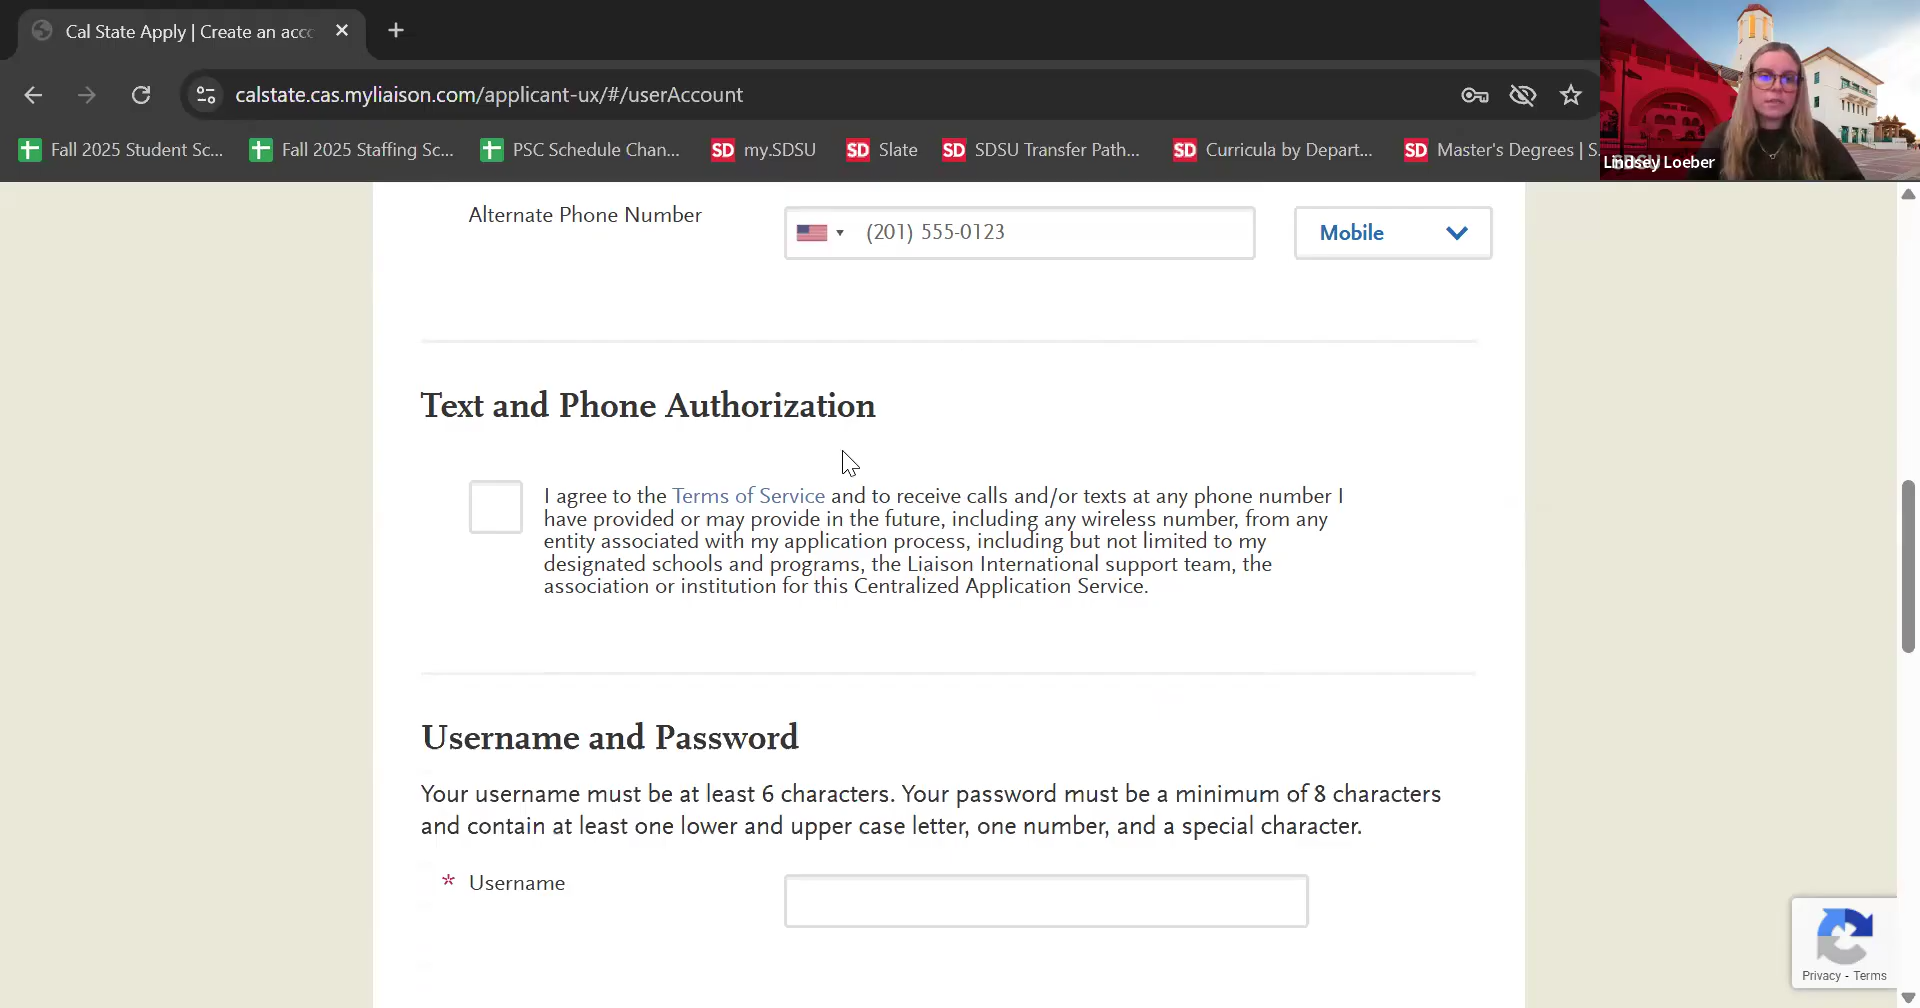 Cal State Apply | Create an acc
calstate.cas.myliaison.com/applicant-ux/#/userAccount
Fall 2025 Student Sc...
Fall 2025 Staffing Sc...
PSC Schedule Chan...
SD my.SDSU
SD Slate
SD SDSU Transfer Path...
SD Curricula by Depart...
SD Master's Degrees | S
Lindsey Loeber
Alternate Phone Number
(201) 555-0123
Mobile
Text and Phone Authorization
I agree to the Terms of Service and to receive calls and/or texts at any phone number I
have provided or may provide in the future, including any wireless number, from any
entity associated with my application process, including but not limited to my
designated schools and programs, the Liaison International support team, the
association or institution for this Centralized Application Service.
Username and Password
Your username must be at least 6 characters. Your password must be a minimum of 8 characters
and contain at least one lower and upper case letter, one number, and a special character.
* Username
Privacy - Terms